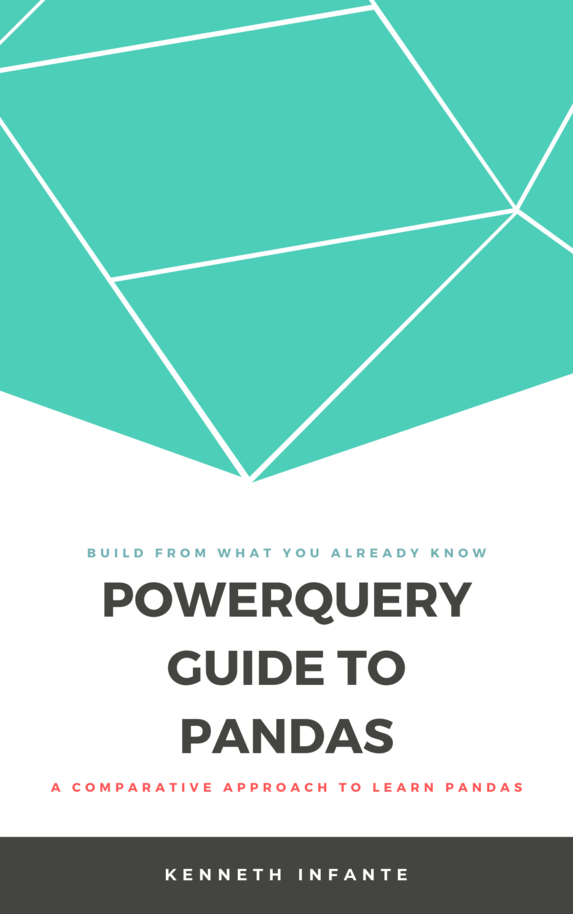 BUILD FROM WHAT YOU ALREADY KNOW
POWERQUERY
GUIDE TO
PANDAS
A COMPARATIVE APPROACH TO LEARN PANDAS
KENNETH INFANTE